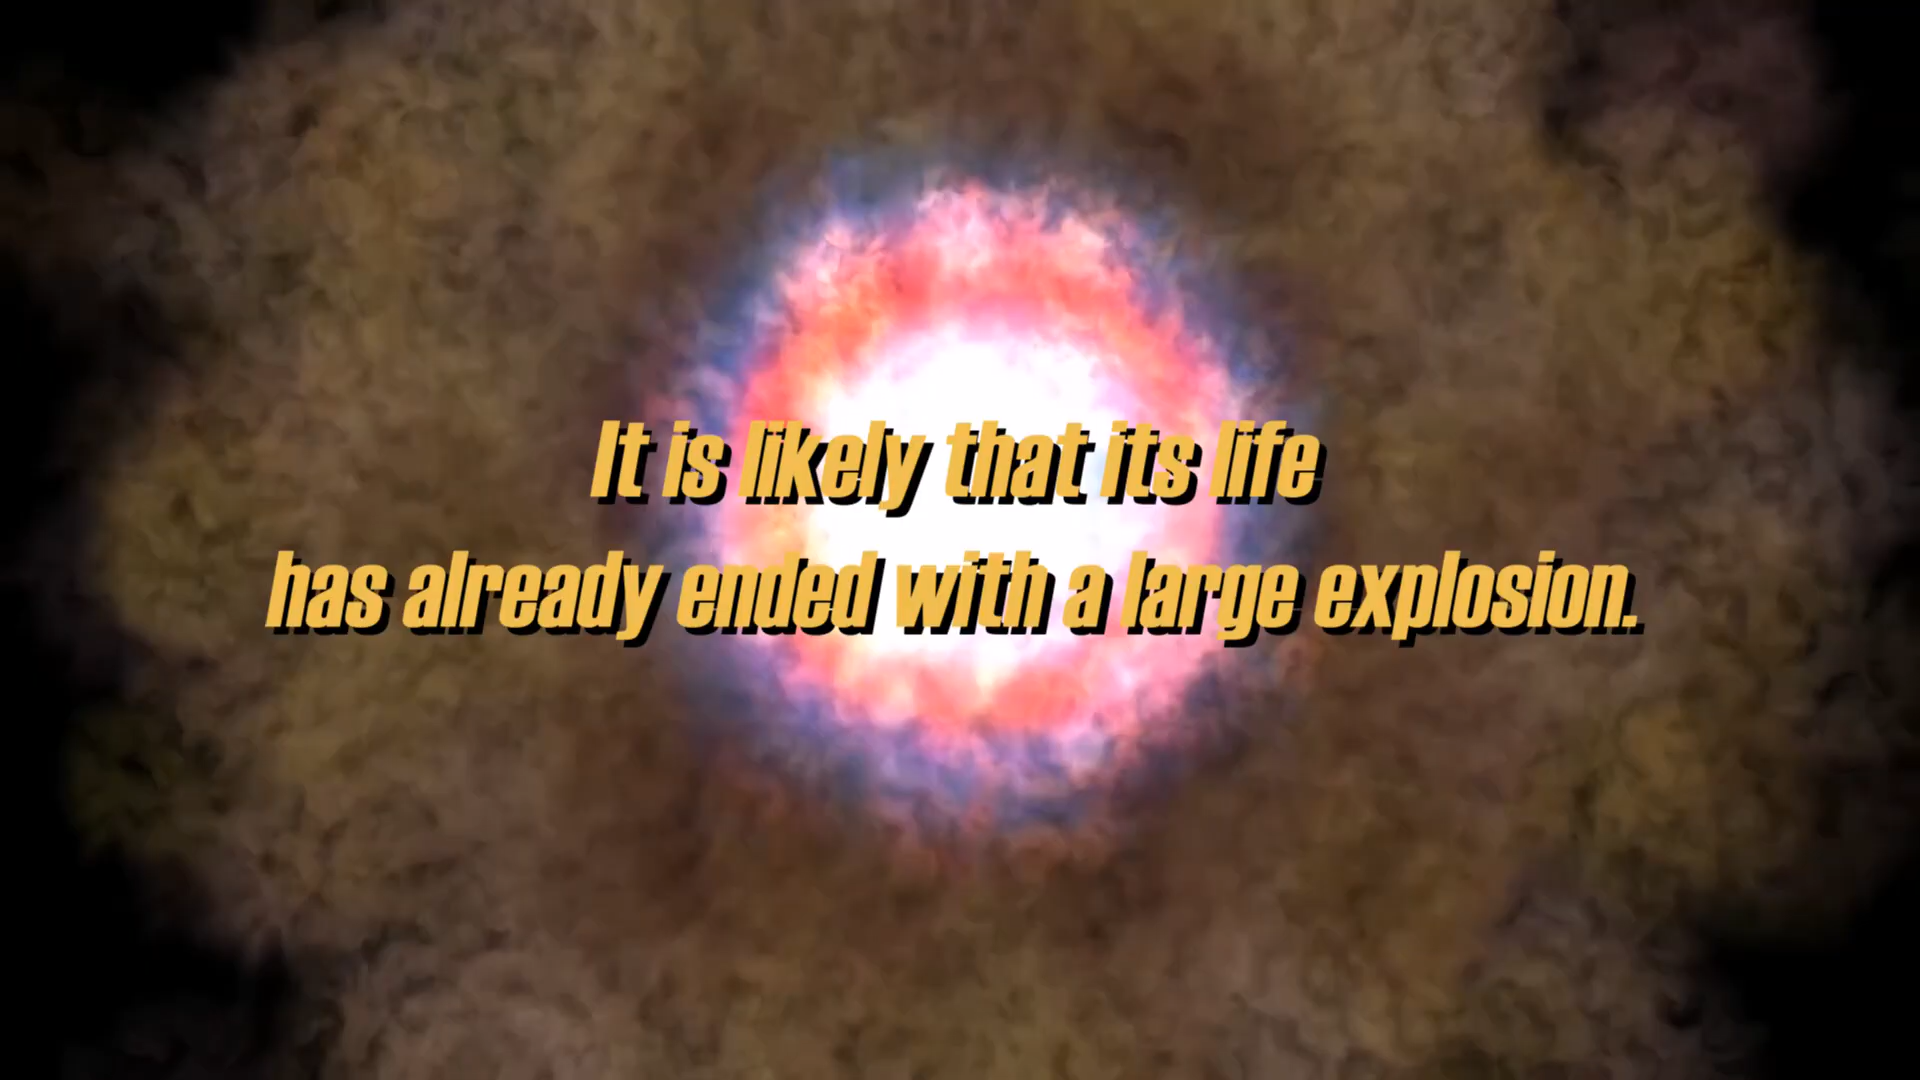 It is likely that its life
has already ended with a large explosion.